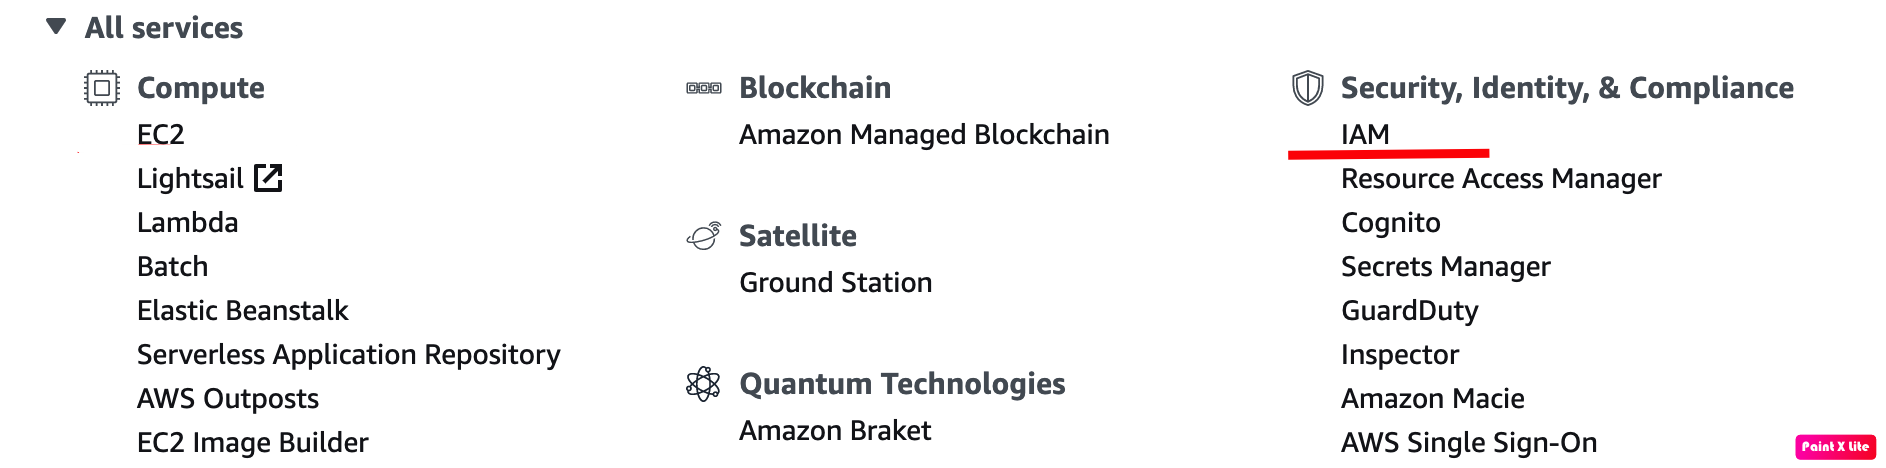 All services
Compute
EC2
Lightsail
Lambda
Batch
Elastic Beanstalk
Serverless Application Repository
AWS Outposts
EC2 Image Builder
Blockchain
Amazon Managed Blockchain
Satellite
Ground Station
Quantum Technologies
Amazon Braket
Security, Identity, & Compliance
IAM
Resource Access Manager
Cognito
Secrets Manager
GuardDuty
Inspector
Amazon Macie
AWS Single Sign-On
Paint X Lite